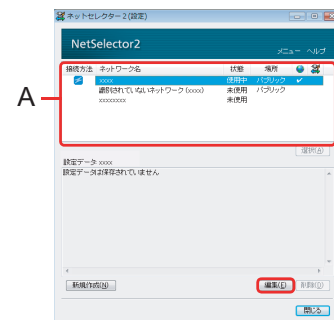 ネットセレクター2(設定)
NetSelector2
メニュー ヘルプ
接続方法 ネットワーク名 状態 場所
A
xxxx 使用中 パブリック
識別されていないネットワーク (xxxx) 未使用 パブリック
xxxxxxxx 未使用
選択(A)
設定データ: xxxx
設定データは保存されていません
新規作成(N) 編集(E) 削除(D)
閉じる